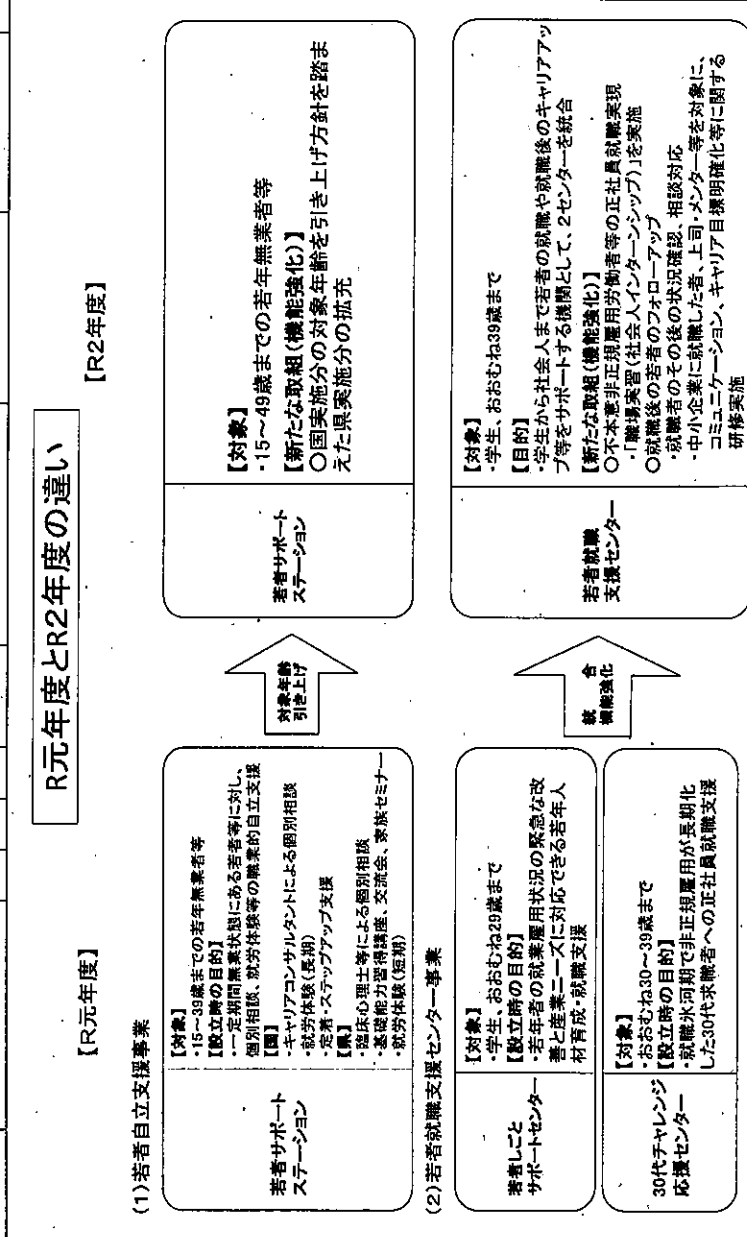 R元年度とR2年度の違い
【R元年度】
【R2年度】
(1)若者自立支援事業
若者サポート
ステーション
【対象】
・15～39歳までの若年無業者等
【設立時の目的】
・一定期間無業状態にある若者等に対し、
個別相談、就労体験等の職業的自立支援
【国】
・キャリアコンサルタントによる個別相談
・就労体験(長期)
・定着・ステップアップ支援
【県】
・臨床心理士等による個別相談
・基礎能力習得講座、交流会、家族セミナー
・就労体験(短期)
対象年齢
引き上げ
若者サポート
ステーション
【対象】
・15～49歳までの若年無業者等
【新たな取組(機能強化)】
○国実施分の対象年齢を引き上げ方針を踏ま
えた県実施分の拡充
(2)若者就職支援センター事業
若者しごと
サポートセンター
【対象】
・学生、おおむね29歳まで
【設立時の目的】
・若年者の就業雇用状況の緊急な改
善と産業ニーズに対応できる若年人
材育成・就職支援
30代チャレンジ
応援センター
【対象】
・おおむね30～39歳まで
【設立時の目的】
・就職氷河期で非正規雇用が長期化
した30代求職者への正社員就職支援
統合
機能強化
若者就職
支援センター
【対象】
・学生、おおむね39歳まで
【目的】
・学生から社会人まで若者の就職や就職後のキャリアアッ
プ等をサポートする機関として、2センターを統合
【新たな取組(機能強化)】
○不本意非正規雇用労働者等の正社員就職実現
・「職場実習(社会人インターンシップ)」を実施
○就職後の若者のフォローアップ
・就職者のその後の状況確認、相談対応
・中小企業に就職した者、上司・メンター等を対象に、
コミュニケーション、キャリア目標明確化等に関する
研修実施